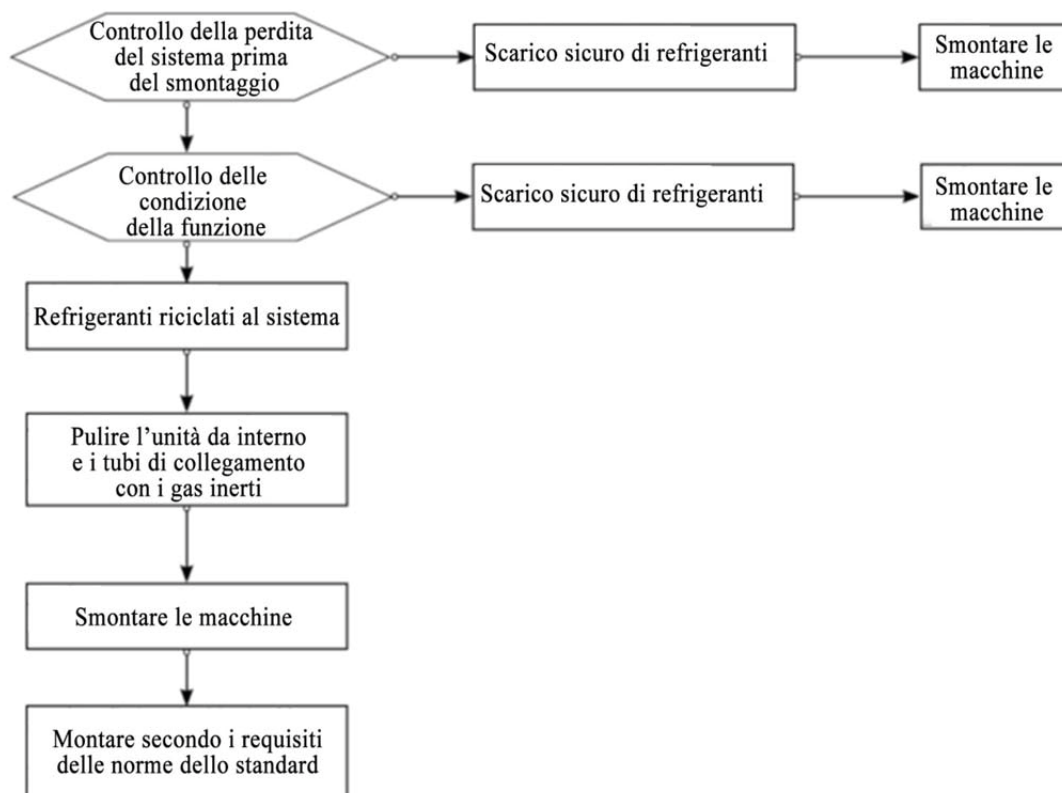 Controllo della perdita
del sistema prima
del smontaggio
Scarico sicuro di refrigeranti
Smontare le
macchine
Controllo delle
condizione
della funzione
Scarico sicuro di refrigeranti
Smontare le
macchine
Refrigeranti riciclati al sistema
Pulire l'unità da interno
e i tubi di collegamento
con i gas inerti
Smontare le macchine
Montare secondo i requisiti
delle norme dello standard